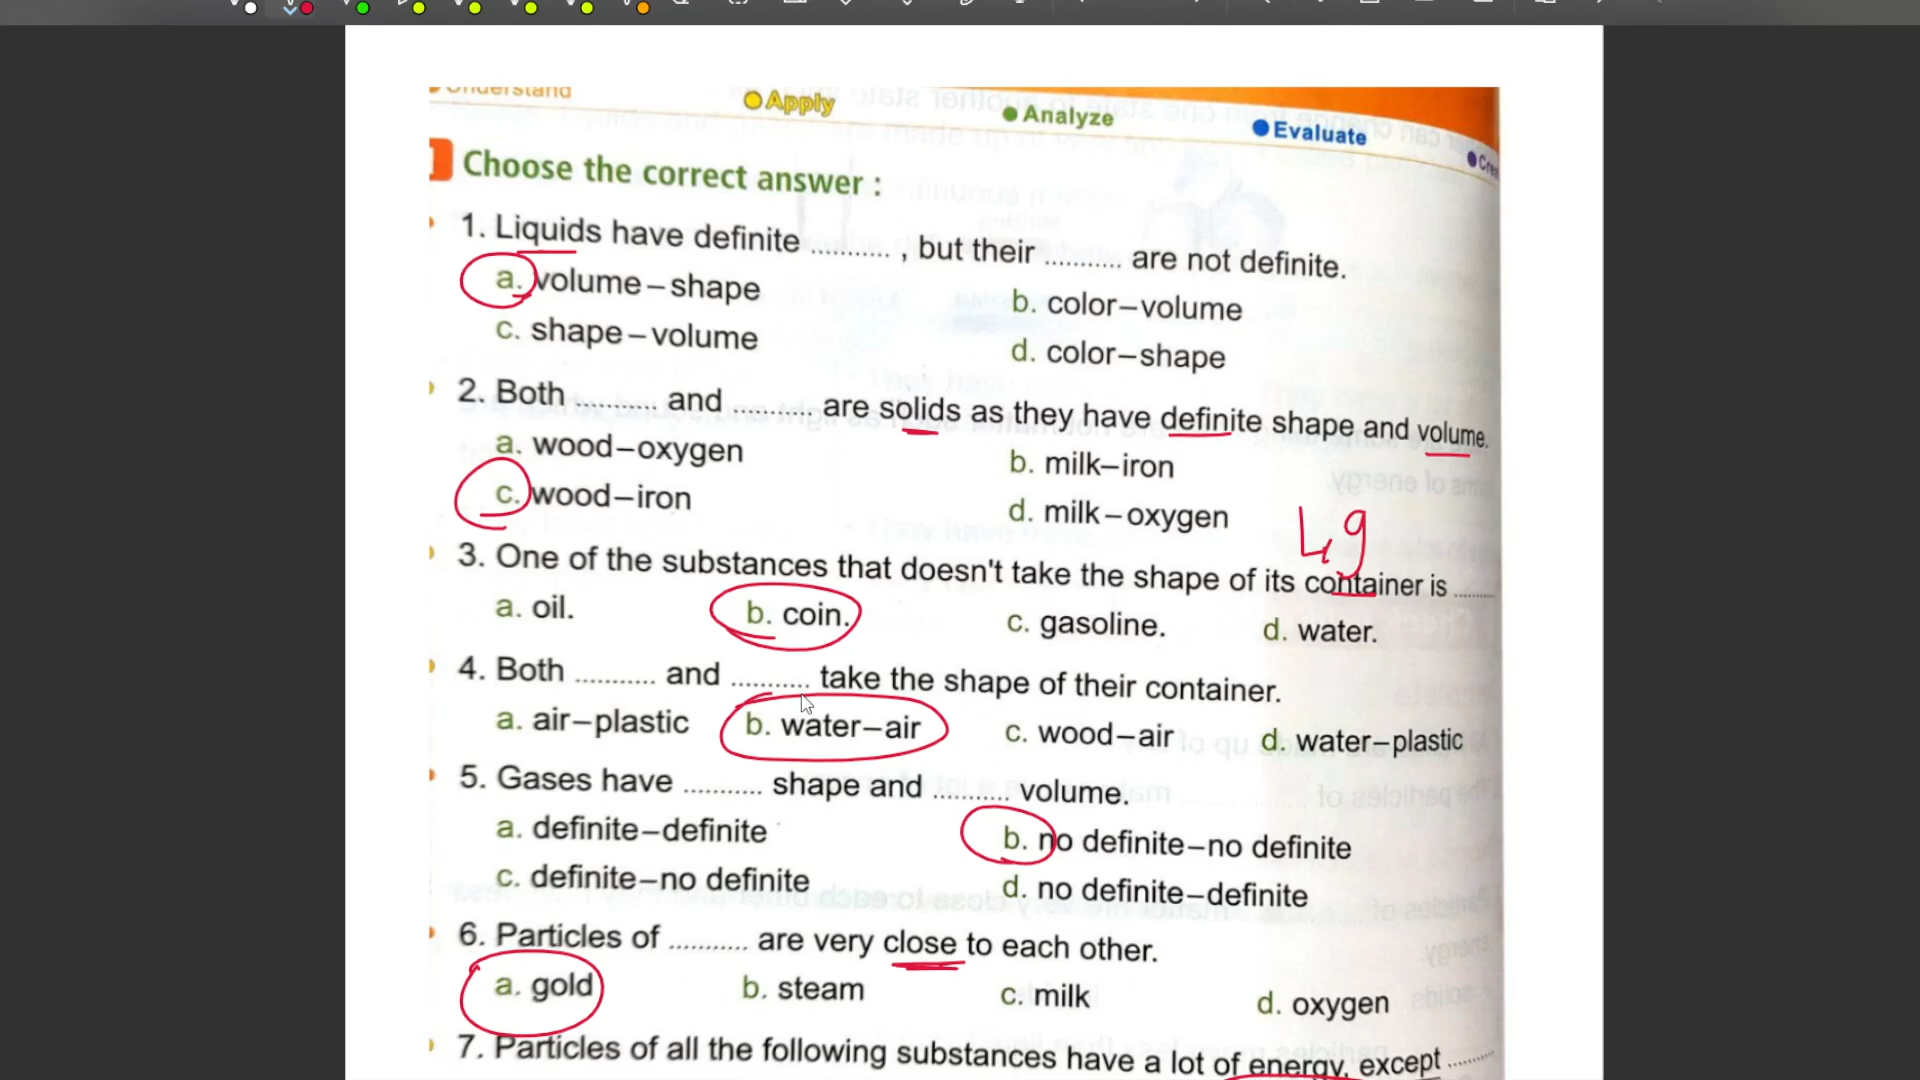 Understand
Apply
Analyze
Evaluate
Choose the correct answer :
1. Liquids have definite ........... , but their ........... are not definite.
a. volume – shape
b. color–volume
c. shape – volume
d. color–shape
2. Both ........... and ........... are solids as they have definite shape and volume.
a. wood–oxygen
b. milk–iron
c. wood–iron
d. milk – oxygen
L, g
3. One of the substances that doesn't take the shape of its container is ...........
a. oil.
b. coin.
c. gasoline.
d. water.
4. Both ........... and ........... take the shape of their container.
a. air–plastic
b. water–air
c. wood–air
d. water–plastic
5. Gases have ........... shape and ........... volume.
a. definite–definite
b. no definite–no definite
c. definite–no definite
d. no definite–definite
6. Particles of ........... are very close to each other.
a. gold
b. steam
c. milk
d. oxygen
7. Particles of all the following substances have a lot of energy, except ...........